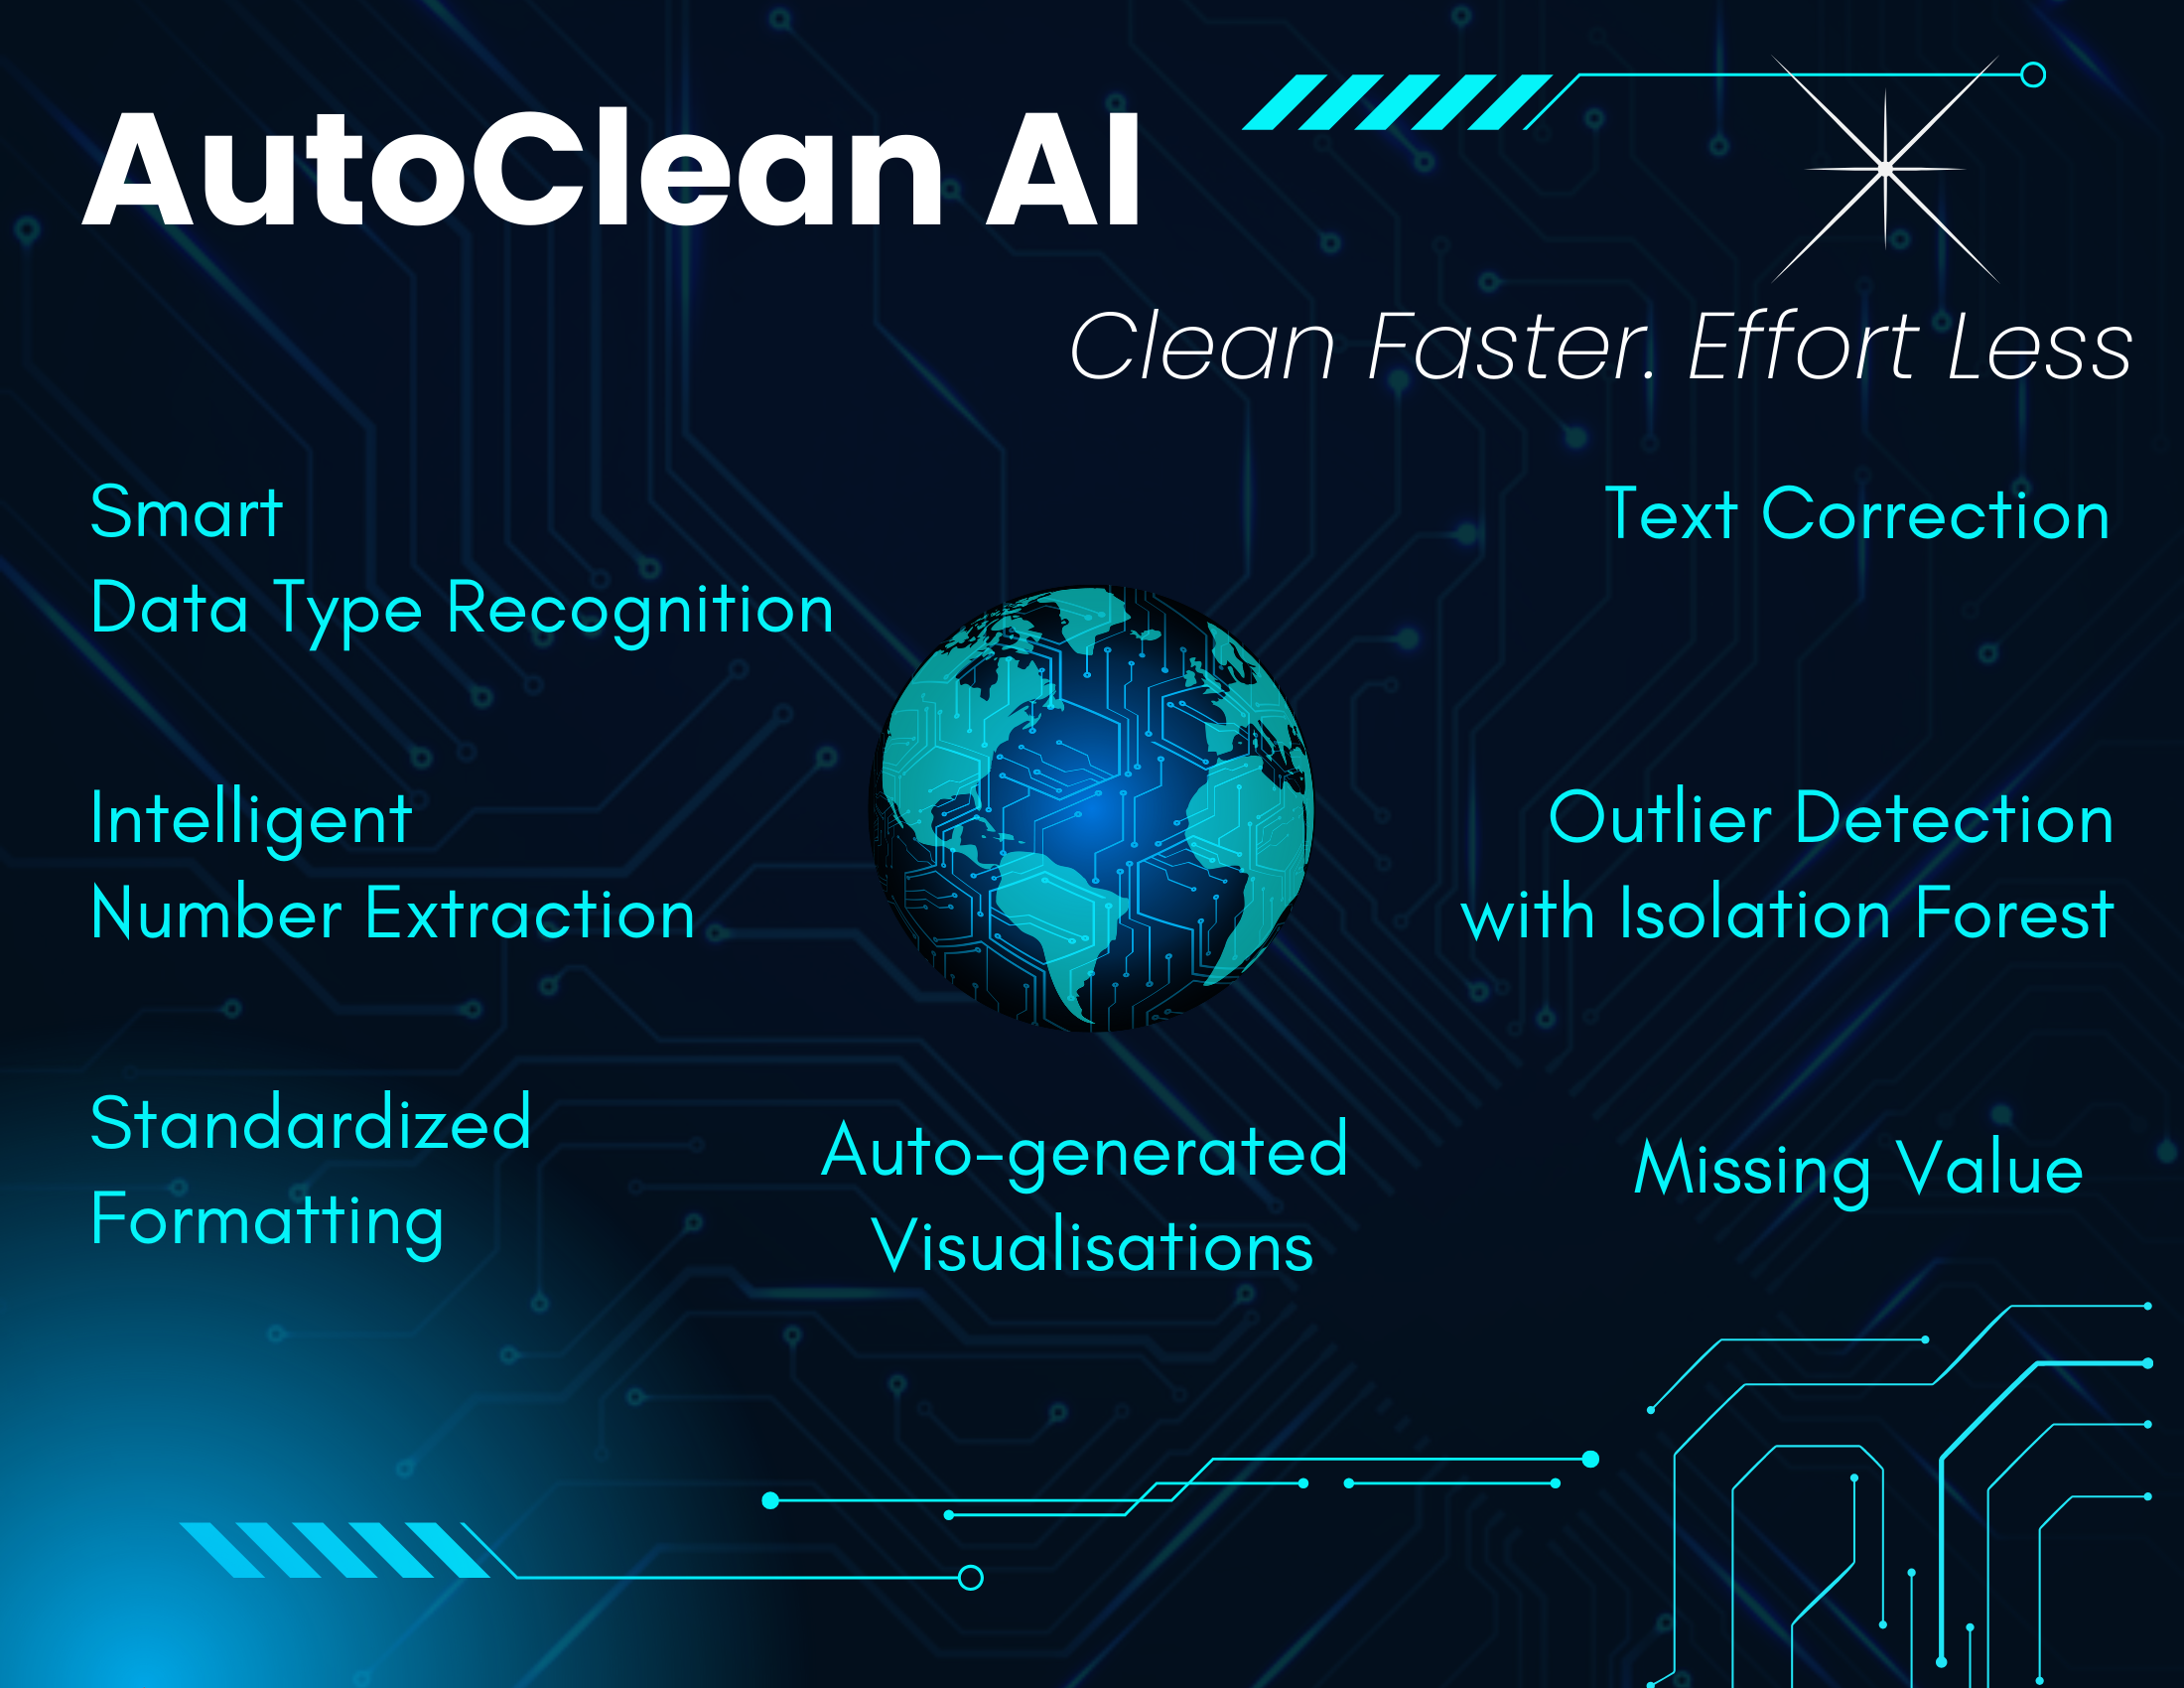 AutoClean AI
Clean Faster. Effort Less
Smart
Data Type Recognition
Text Correction
Intelligent
Number Extraction
Outlier Detection
with Isolation Forest
Standardized
Formatting
Auto-generated
Visualisations
Missing Value